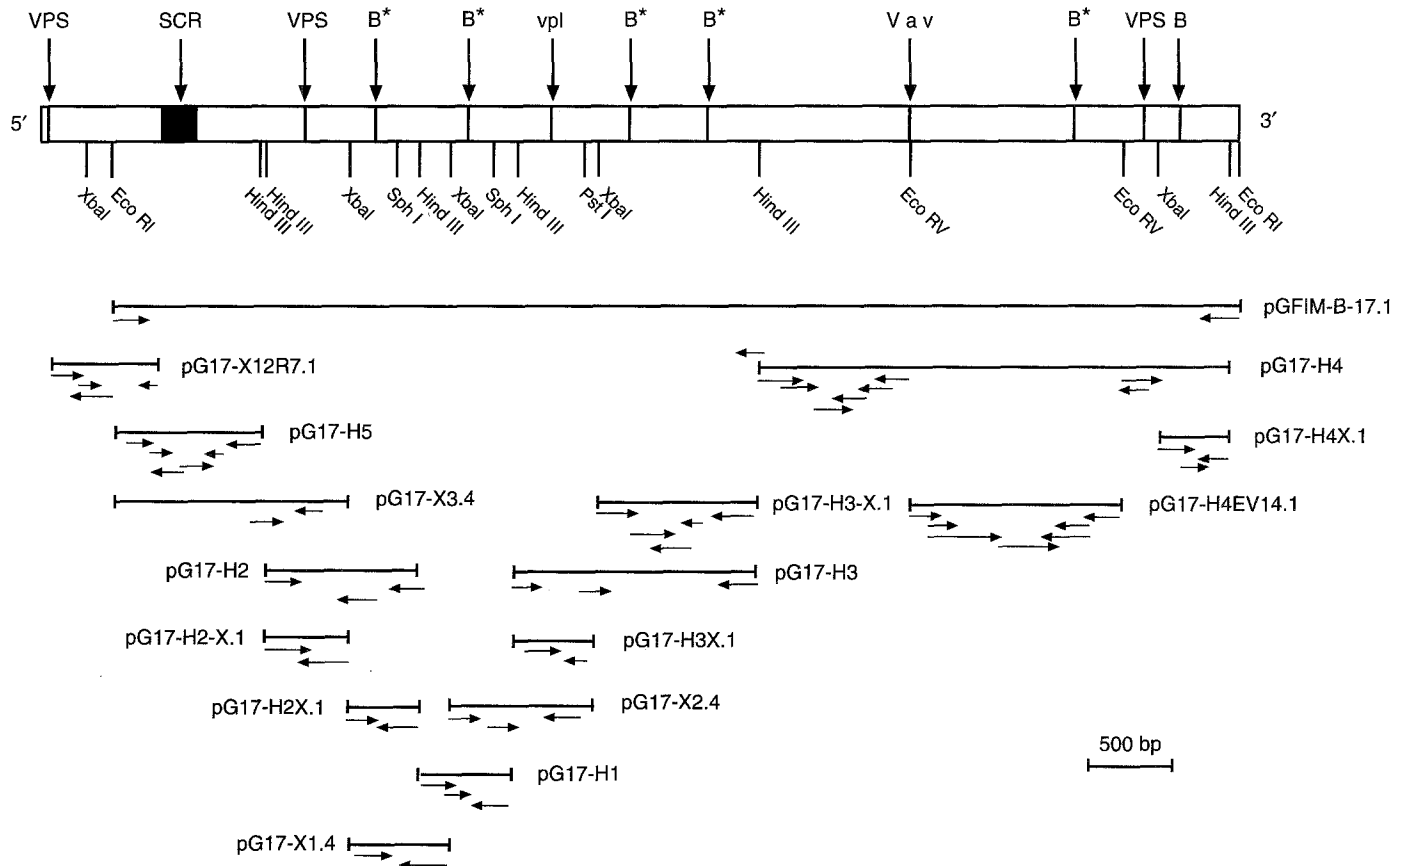 VPS SCR VPS B* B* vpl B* B* V a v B* VPS B
5′ 3′
XbaI Eco RI Hind III Hind III XbaI Sph I Hind III XbaI Sph I Hind III Pst I XbaI Hind III Eco RV Eco RV XbaI Hind III Eco RI
pGFIM-B-17.1
pG17-X12R7.1 pG17-H4
pG17-H5 pG17-H4X.1
pG17-X3.4 pG17-H3-X.1 pG17-H4EV14.1
pG17-H2 pG17-H3
pG17-H2-X.1 pG17-H3X.1
pG17-H2X.1 pG17-X2.4
500 bp
pG17-H1
pG17-X1.4